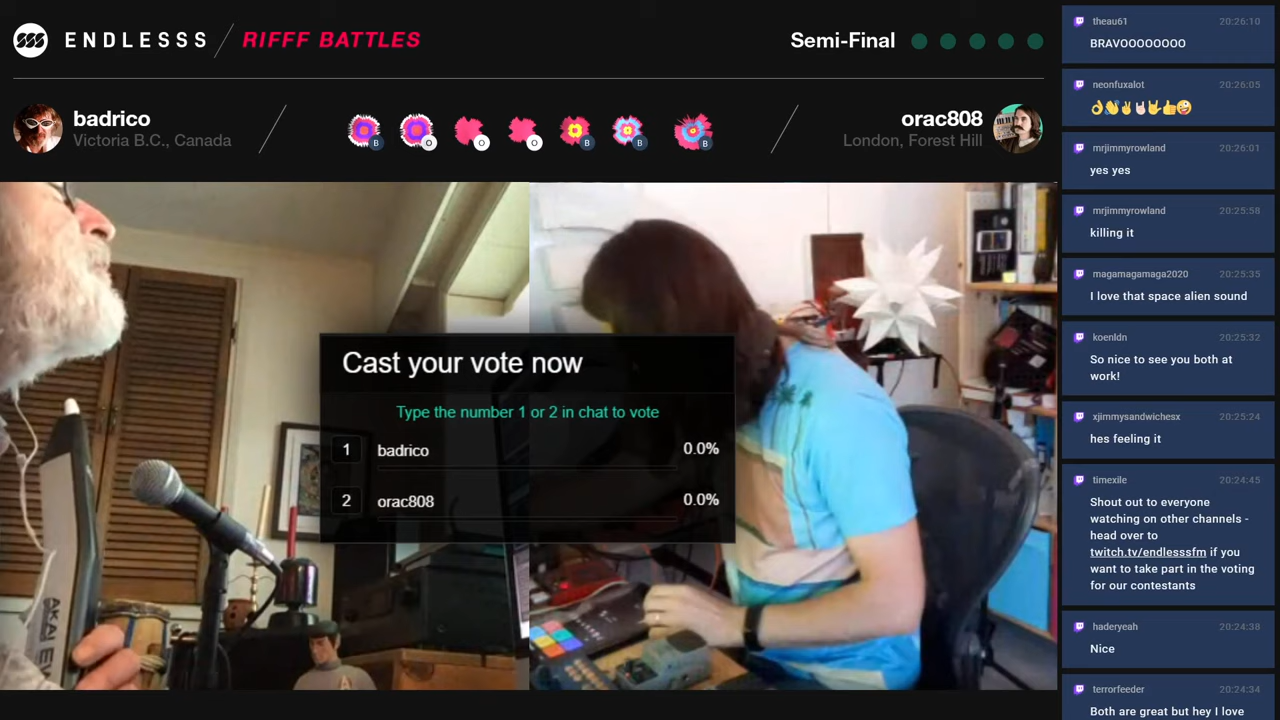 ENDLESSS
RIFFF BATTLES
Semi-Final
badrico
Victoria B.C., Canada
B
O
O
O
B
B
B
orac808
London, Forest Hill
Cast your vote now
Type the number 1 or 2 in chat to vote
1
badrico
0.0%
2
orac808
0.0%
AKAI
theau61
20:26:10
BRAVOOOOOOOO
neonfuxalot
20:26:05
mrjimmyrowland
20:26:01
yes yes
mrjimmyrowland
20:25:58
killing it
magamagamaga2020
20:25:35
I love that space alien sound
koenldn
20:25:32
So nice to see you both at
work!
xjimmysandwichesx
20:25:24
hes feeling it
timexile
20:24:45
Shout out to everyone
watching on other channels -
head over to
twitch.tv/endlesssfm if you
want to take part in the voting
for our contestants
haderyeah
20:24:38
Nice
terrorfeeder
20:24:34
Both are great but hey I love